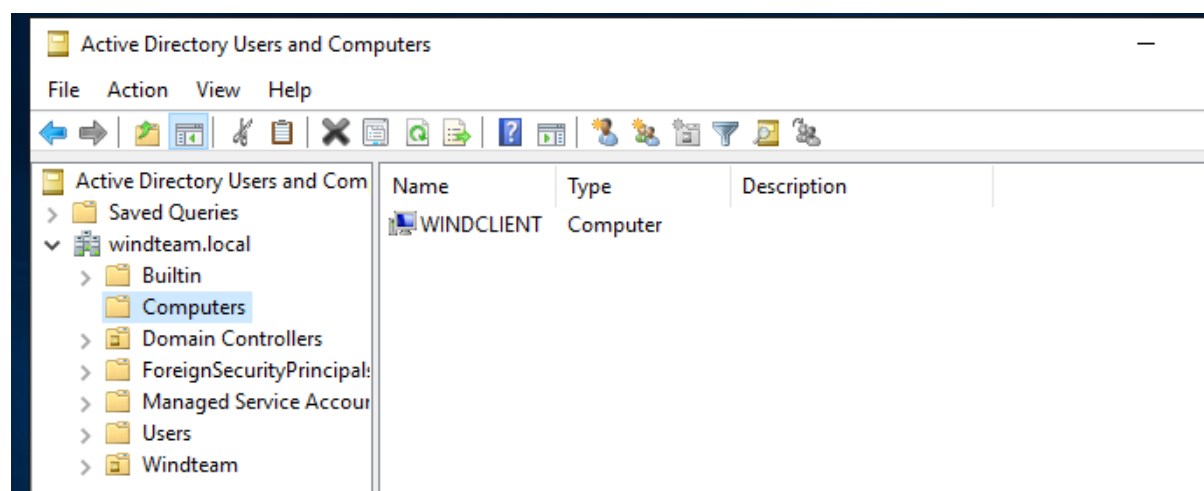 Active Directory Users and Computers
File Action View Help
Active Directory Users and Com
Saved Queries
windteam.local
Builtin
Computers
Domain Controllers
ForeignSecurityPrincipals
Managed Service Accour
Users
Windteam
Name Type Description
WINDCLIENT Computer